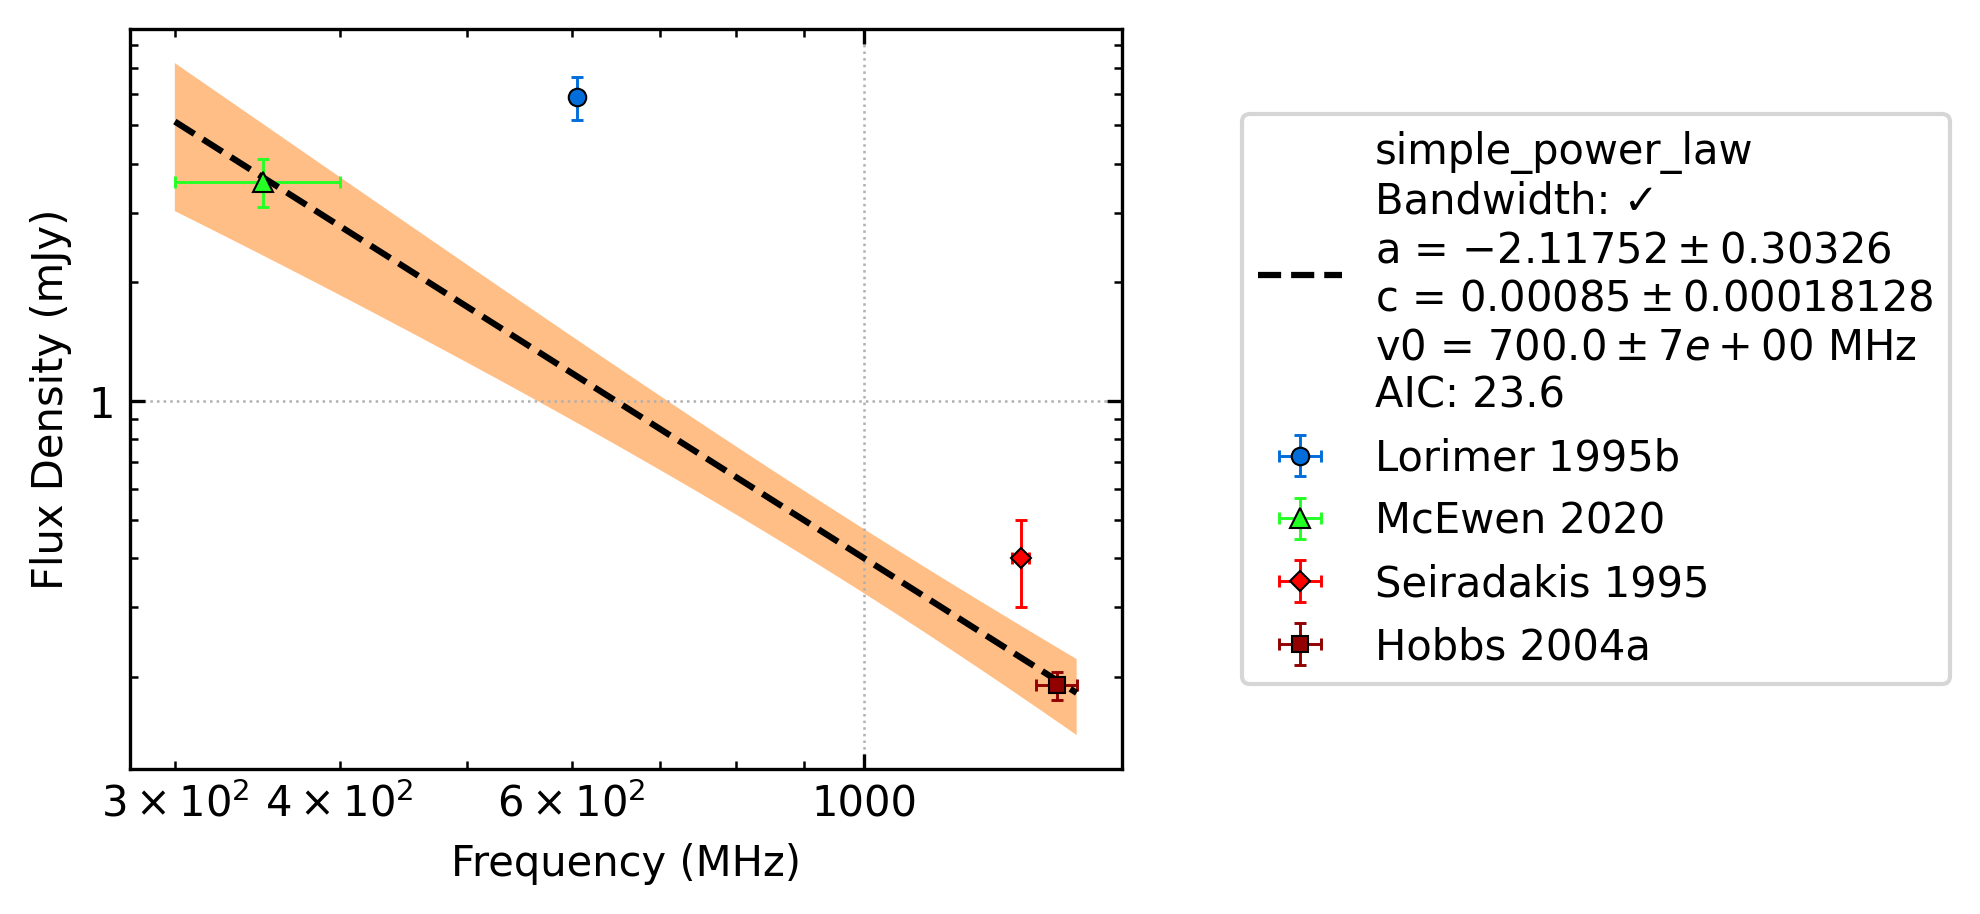 Flux Density (mJy)
1
3 × 10² 4 × 10² 6 × 10² 1000
Frequency (MHz)
simple_power_law
Bandwidth: ✓
a = −2.11752 ± 0.30326
c = 0.00085 ± 0.00018128
v0 = 700.0 ± 7e + 00 MHz
AIC: 23.6
Lorimer 1995b
McEwen 2020
Seiradakis 1995
Hobbs 2004a